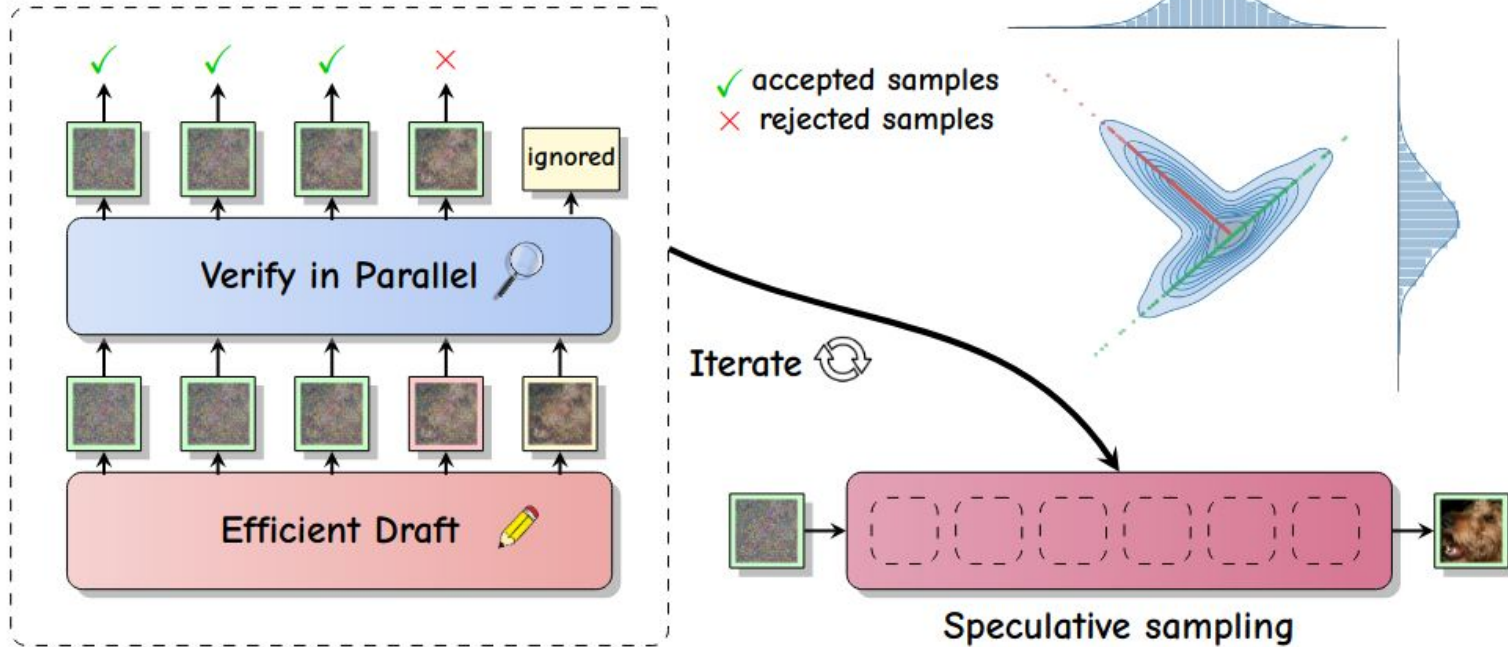 accepted samples
rejected samples
ignored
Verify in Parallel
Iterate
Efficient Draft
Speculative sampling